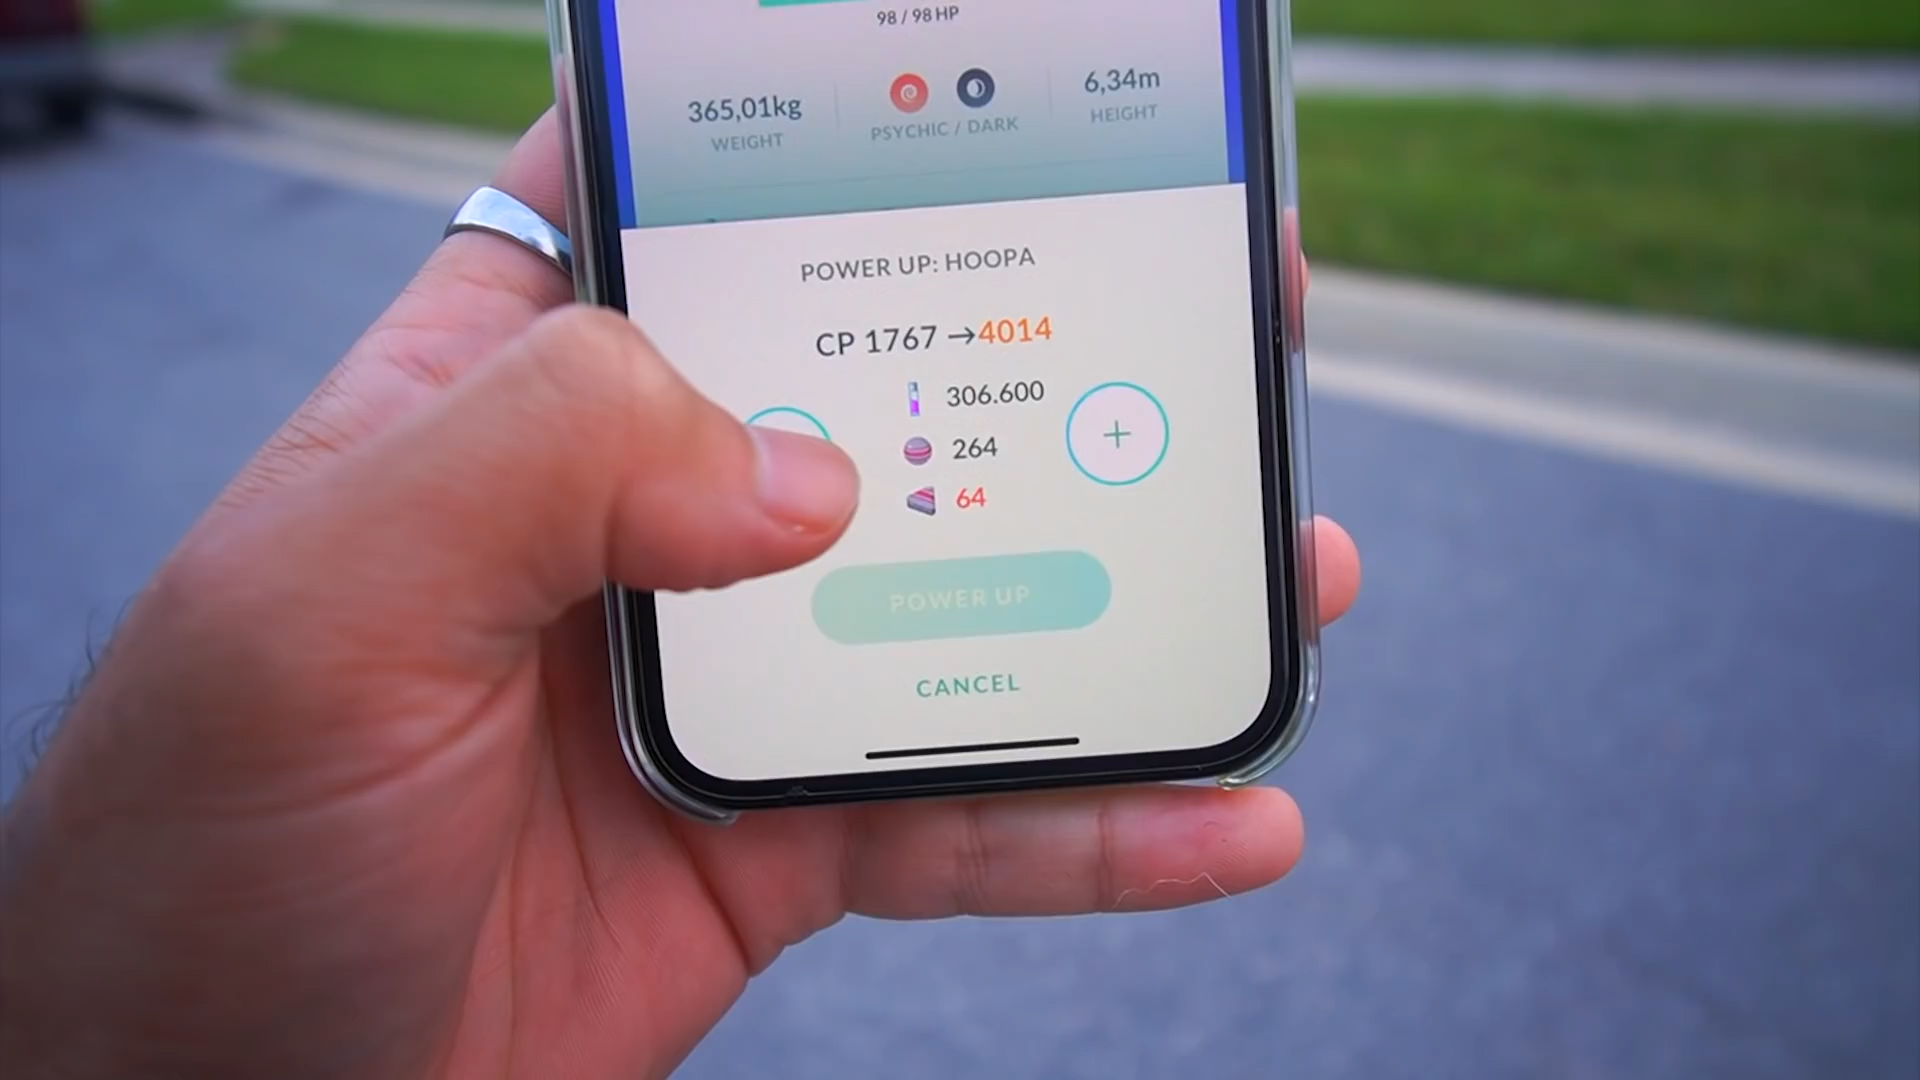 98 / 98 HP
365,01kg
WEIGHT
PSYCHIC / DARK
6,34m
HEIGHT
POWER UP: HOOPA
CP 1767 →4014
306.600
264
64
+
POWER UP
CANCEL